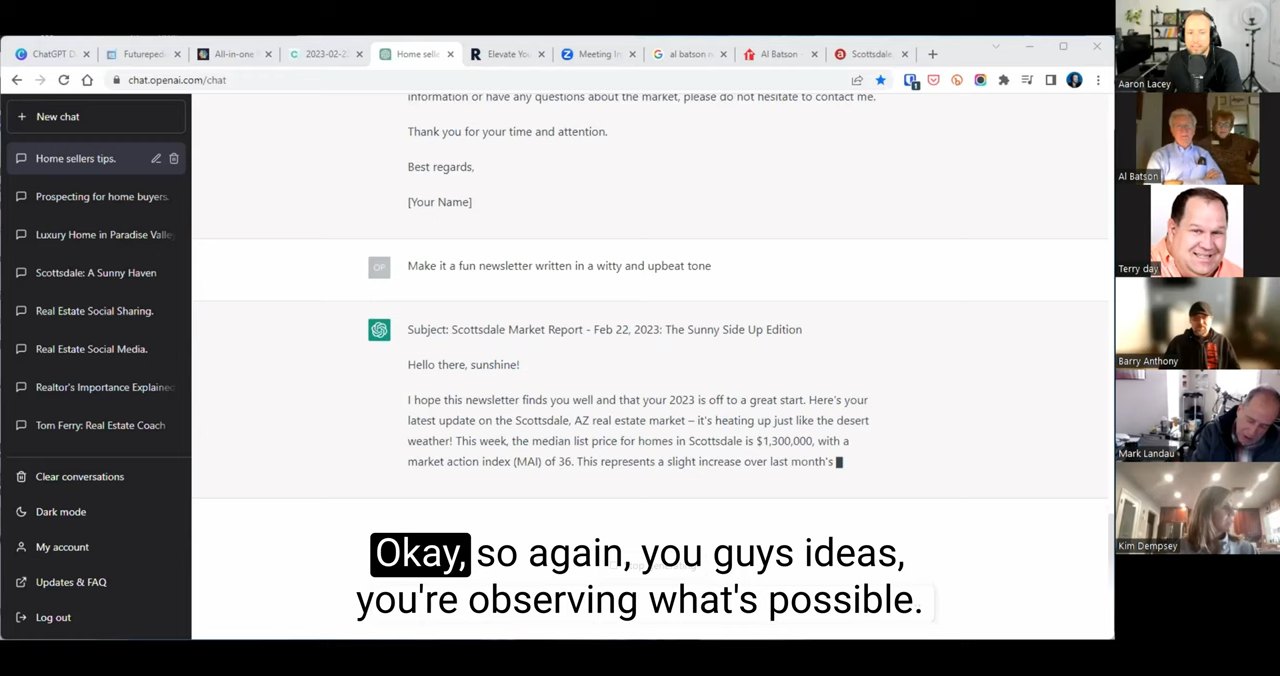 ChatGPT D
Futurepedi
All-in-one
2023-02-2
Home selle
Elevate You
Meeting In
al batson
Al Batson -
Scottsdale
chat.openai.com/chat
New chat
Home sellers tips.
Prospecting for home buyers.
Luxury Home in Paradise Valle
Scottsdale: A Sunny Haven
Real Estate Social Sharing.
Real Estate Social Media.
Realtor's Importance Explained
Tom Ferry: Real Estate Coach
Clear conversations
Dark mode
My account
Updates & FAQ
Log out
information or have any questions about the market, please do not hesitate to contact me.
Thank you for your time and attention.
Best regards,
[Your Name]
OP
Make it a fun newsletter written in a witty and upbeat tone
Subject: Scottsdale Market Report - Feb 22, 2023: The Sunny Side Up Edition
Hello there, sunshine!
I hope this newsletter finds you well and that your 2023 is off to a great start. Here's your
latest update on the Scottsdale, AZ real estate market – it's heating up just like the desert
weather! This week, the median list price for homes in Scottsdale is $1,300,000, with a
market action index (MAI) of 36. This represents a slight increase over last month's
Okay, so again, you guys ideas,
you're observing what's possible.
Aaron Lacey
Al Batson
Terry day
Barry Anthony
Mark Landau
Kim Dempsey